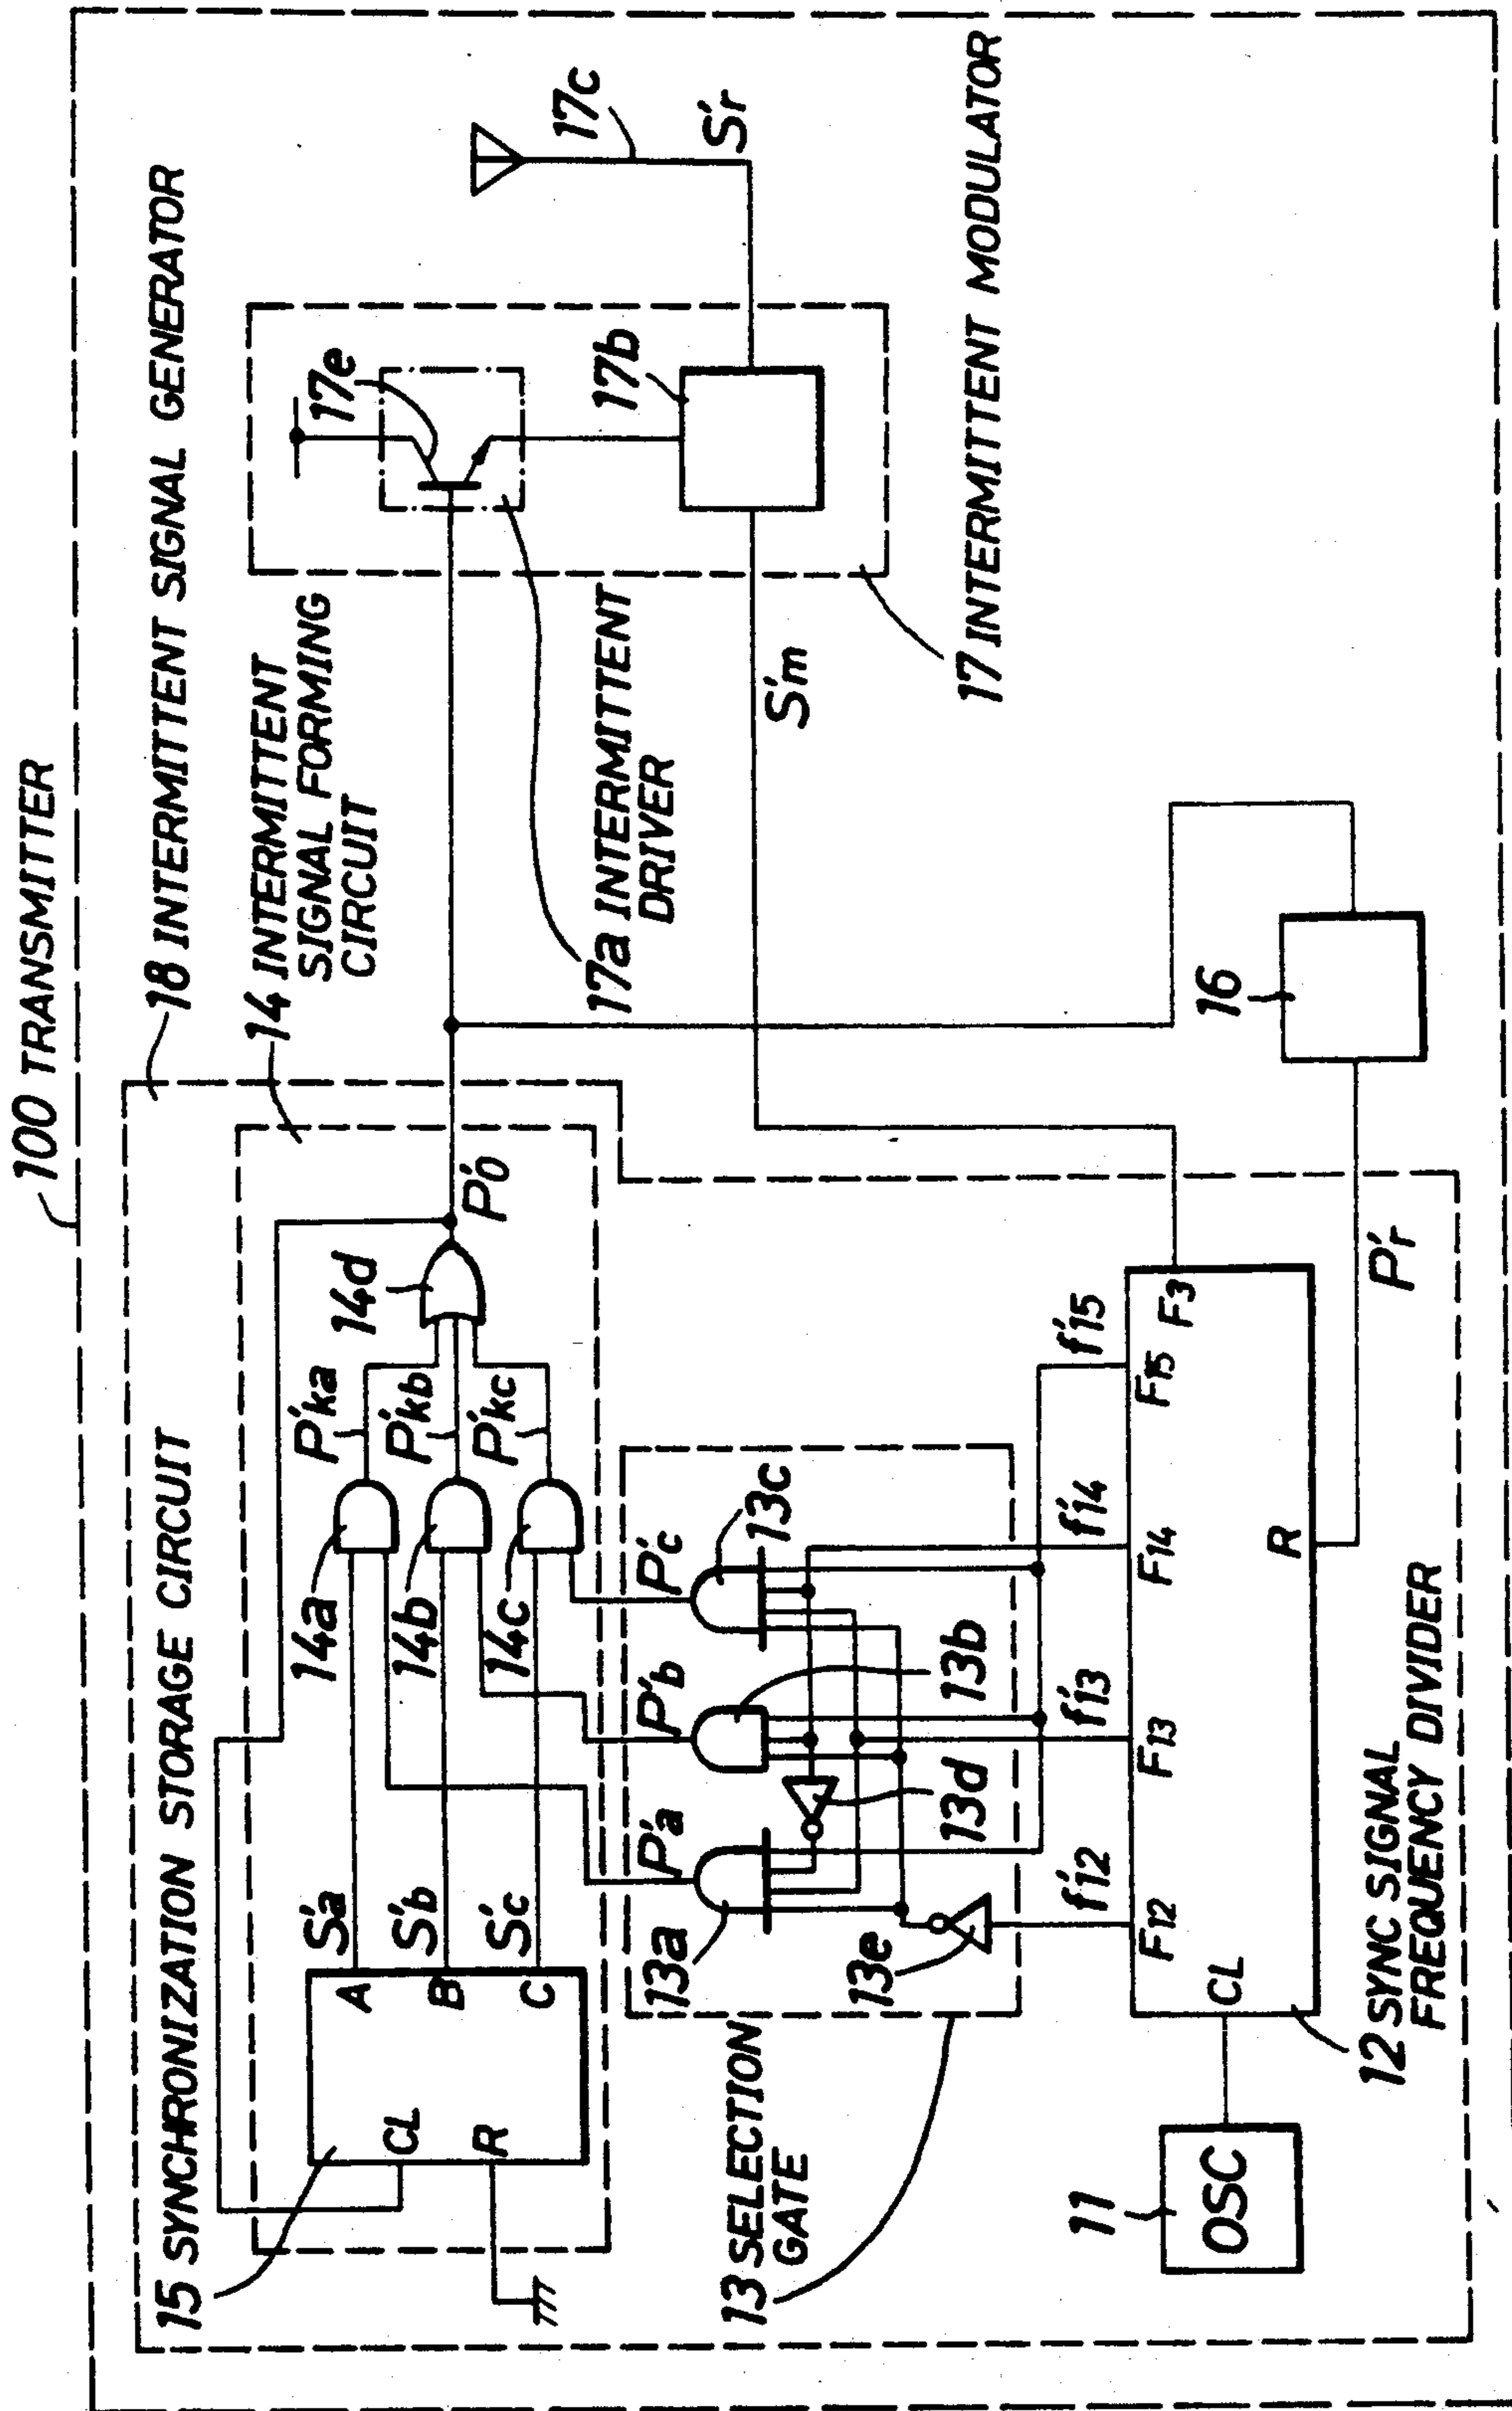 100 TRANSMITTER
18 INTERMITTENT SIGNAL GENERATOR
15 SYNCHRONIZATION STORAGE CIRCUIT
14 INTERMITTENT
SIGNAL FORMING
CIRCUIT
CL
R
A
B
C
S'a
S'b
S'c
14a
14b
14c
P'ka
P'kb
P'kc
14d
P'o
17a INTERMITTENT
DRIVER
17e
17b
17c
S'r
S'm
17 INTERMITTENT MODULATOR
13 SELECTION
GATE
P'a
P'b
P'c
13a
13b
13c
13d
13e
f'12
f'13
f'14
f'15
11
OSC
CL
F12
F13
F14
F15
F3
R
12 SYNC SIGNAL
FREQUENCY DIVIDER
P'r
16